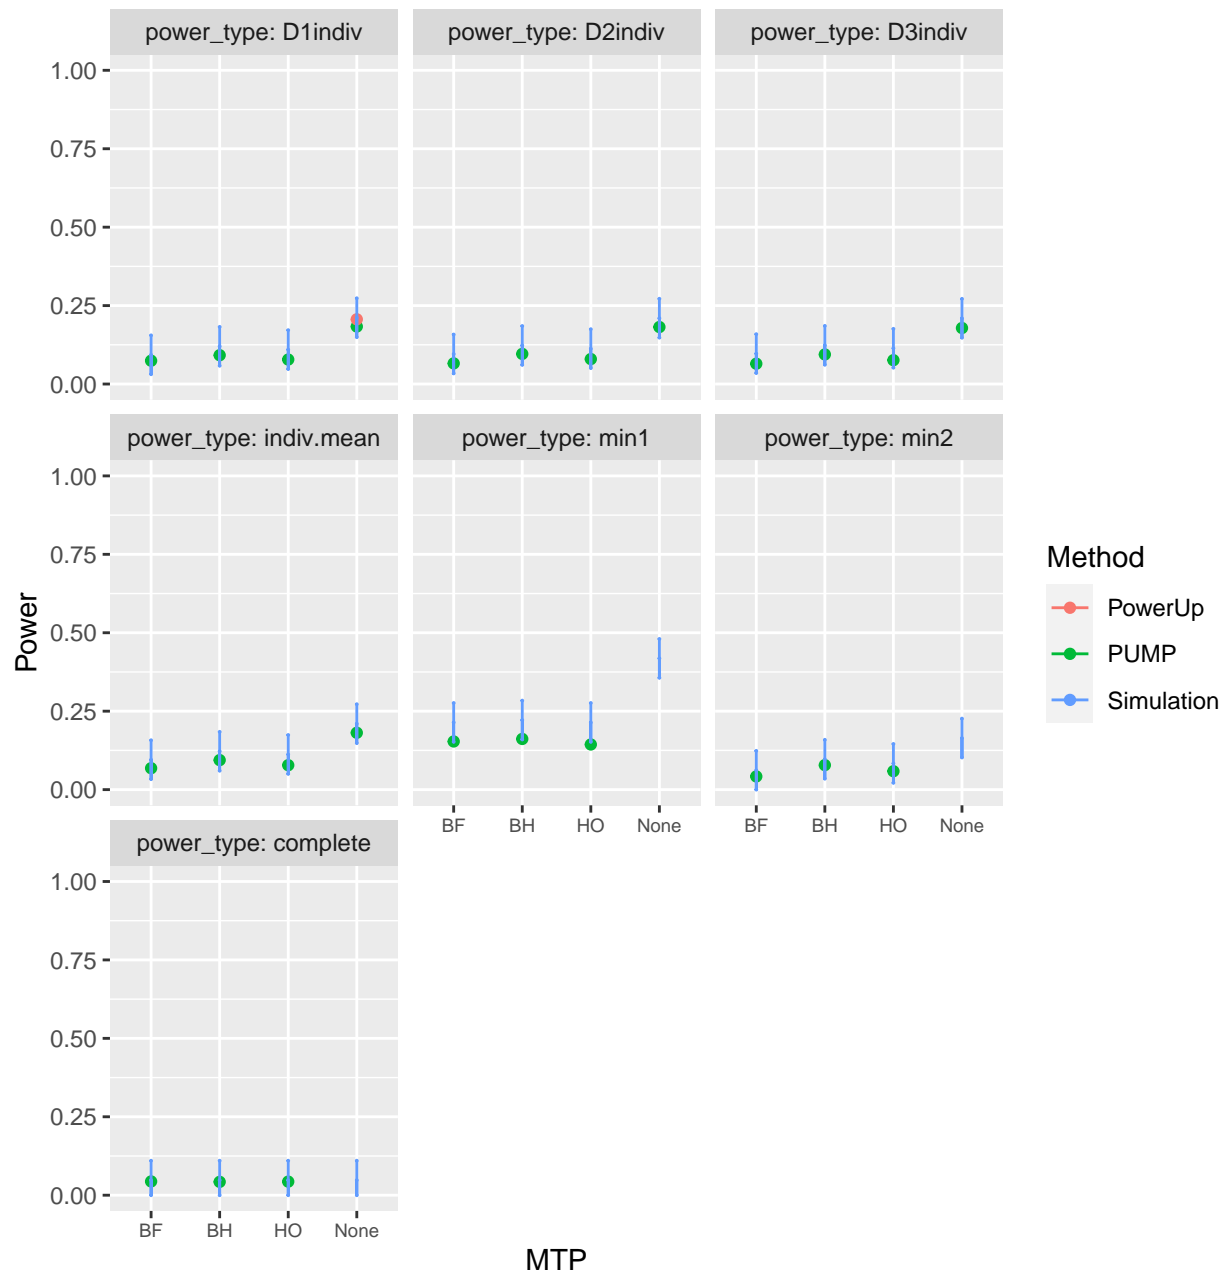 power_type: D1indiv
power_type: D2indiv
power_type: D3indiv
1.00
0.75
0.50
0.25
0.00
power_type: indiv.mean
power_type: min1
power_type: min2
1.00
0.75
0.50
0.25
0.00
BF
BH
HO
None
BF
BH
HO
None
power_type: complete
1.00
0.75
0.50
0.25
0.00
BF
BH
HO
None
Power
MTP
Method
PowerUp
PUMP
Simulation